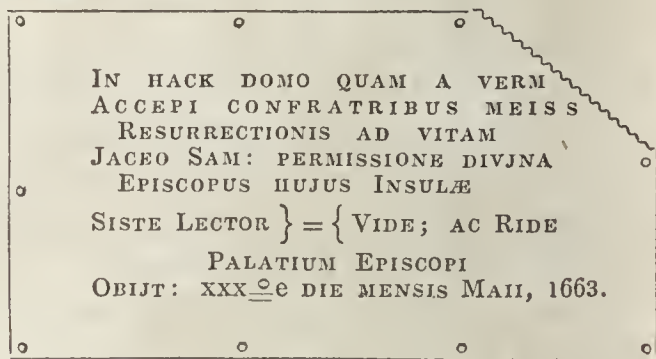 In hack domo quam a verm
Accepi confratribus meiss
Resurrectionis ad vitam
Jaceo Sam: permissione divjna
Episcopus hujus Insulæ
Siste Lector } = { Vide; ac Ride
Palatium Episcopi
Obijt: xxxoe die mensis Maii, 1663.